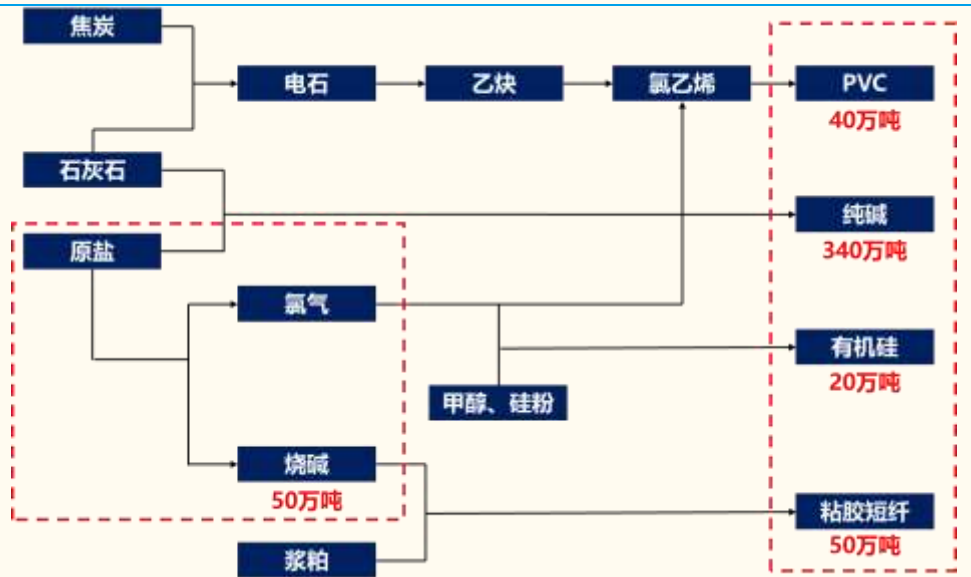 焦炭
电石
乙炔
氯乙烯
PVC
40万吨
石灰石
纯碱
340万吨
原盐
氯气
有机硅
20万吨
甲醇、硅粉
烧碱
50万吨
粘胶短纤
50万吨
浆粕